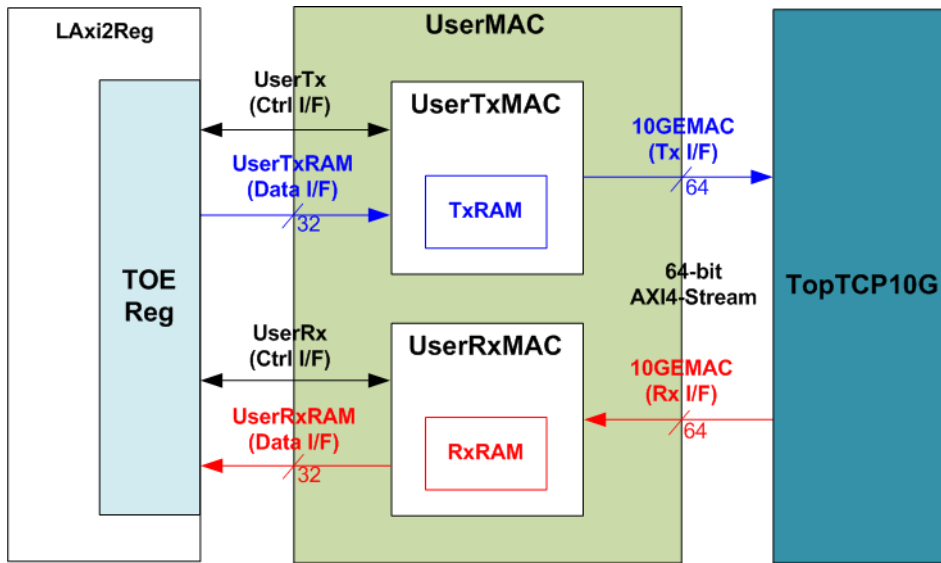 LAxi2Reg
TOE
Reg
UserMAC
UserTx
(Ctrl I/F)
UserTxRAM
(Data I/F)
32
UserTxMAC
TxRAM
10GEMAC
(Tx I/F)
64
64-bit
AXI4-Stream
UserRx
(Ctrl I/F)
UserRxRAM
(Data I/F)
32
UserRxMAC
RxRAM
10GEMAC
(Rx I/F)
64
TopTCP10G